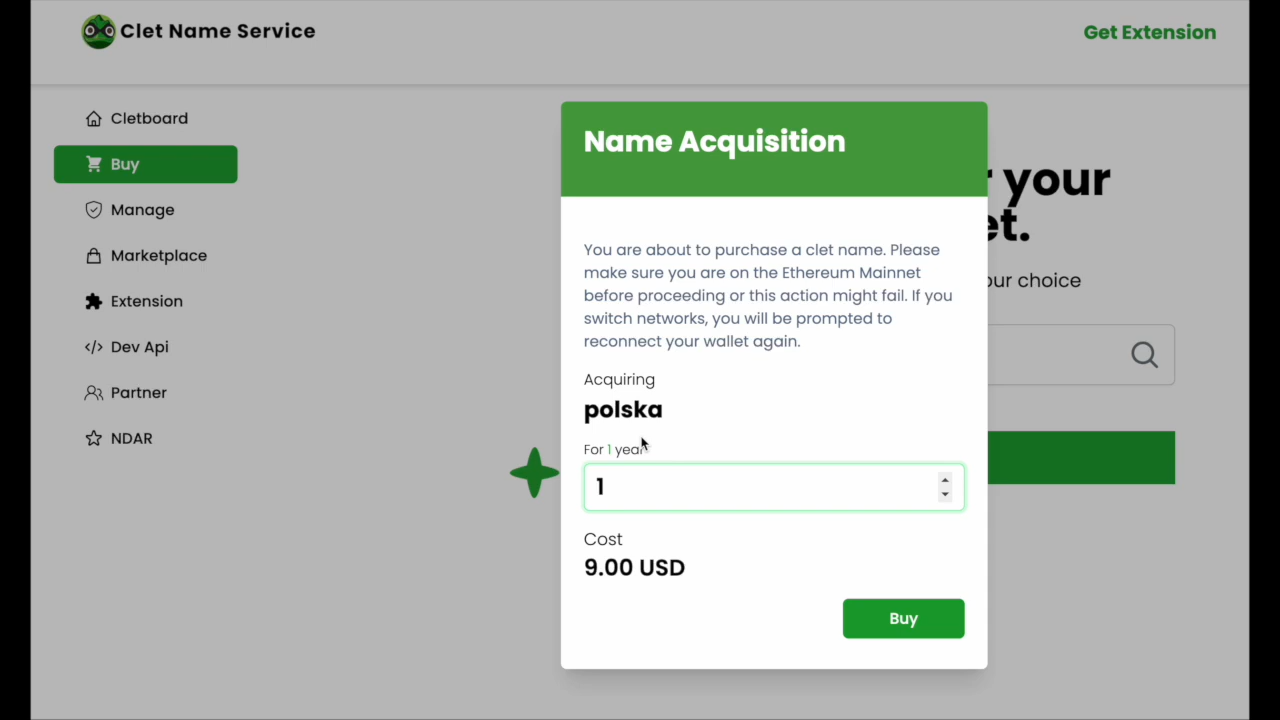 Clet Name Service
Get Extension
Cletboard
Buy
Manage
Marketplace
Extension
Dev Api
Partner
NDAR
Name Acquisition
You are about to purchase a clet name. Please
make sure you are on the Ethereum Mainnet
before proceeding or this action might fail. If you
switch networks, you will be prompted to
reconnect your wallet again.
Acquiring
polska
For 1 year
1
Cost
9.00 USD
Buy
your
choice